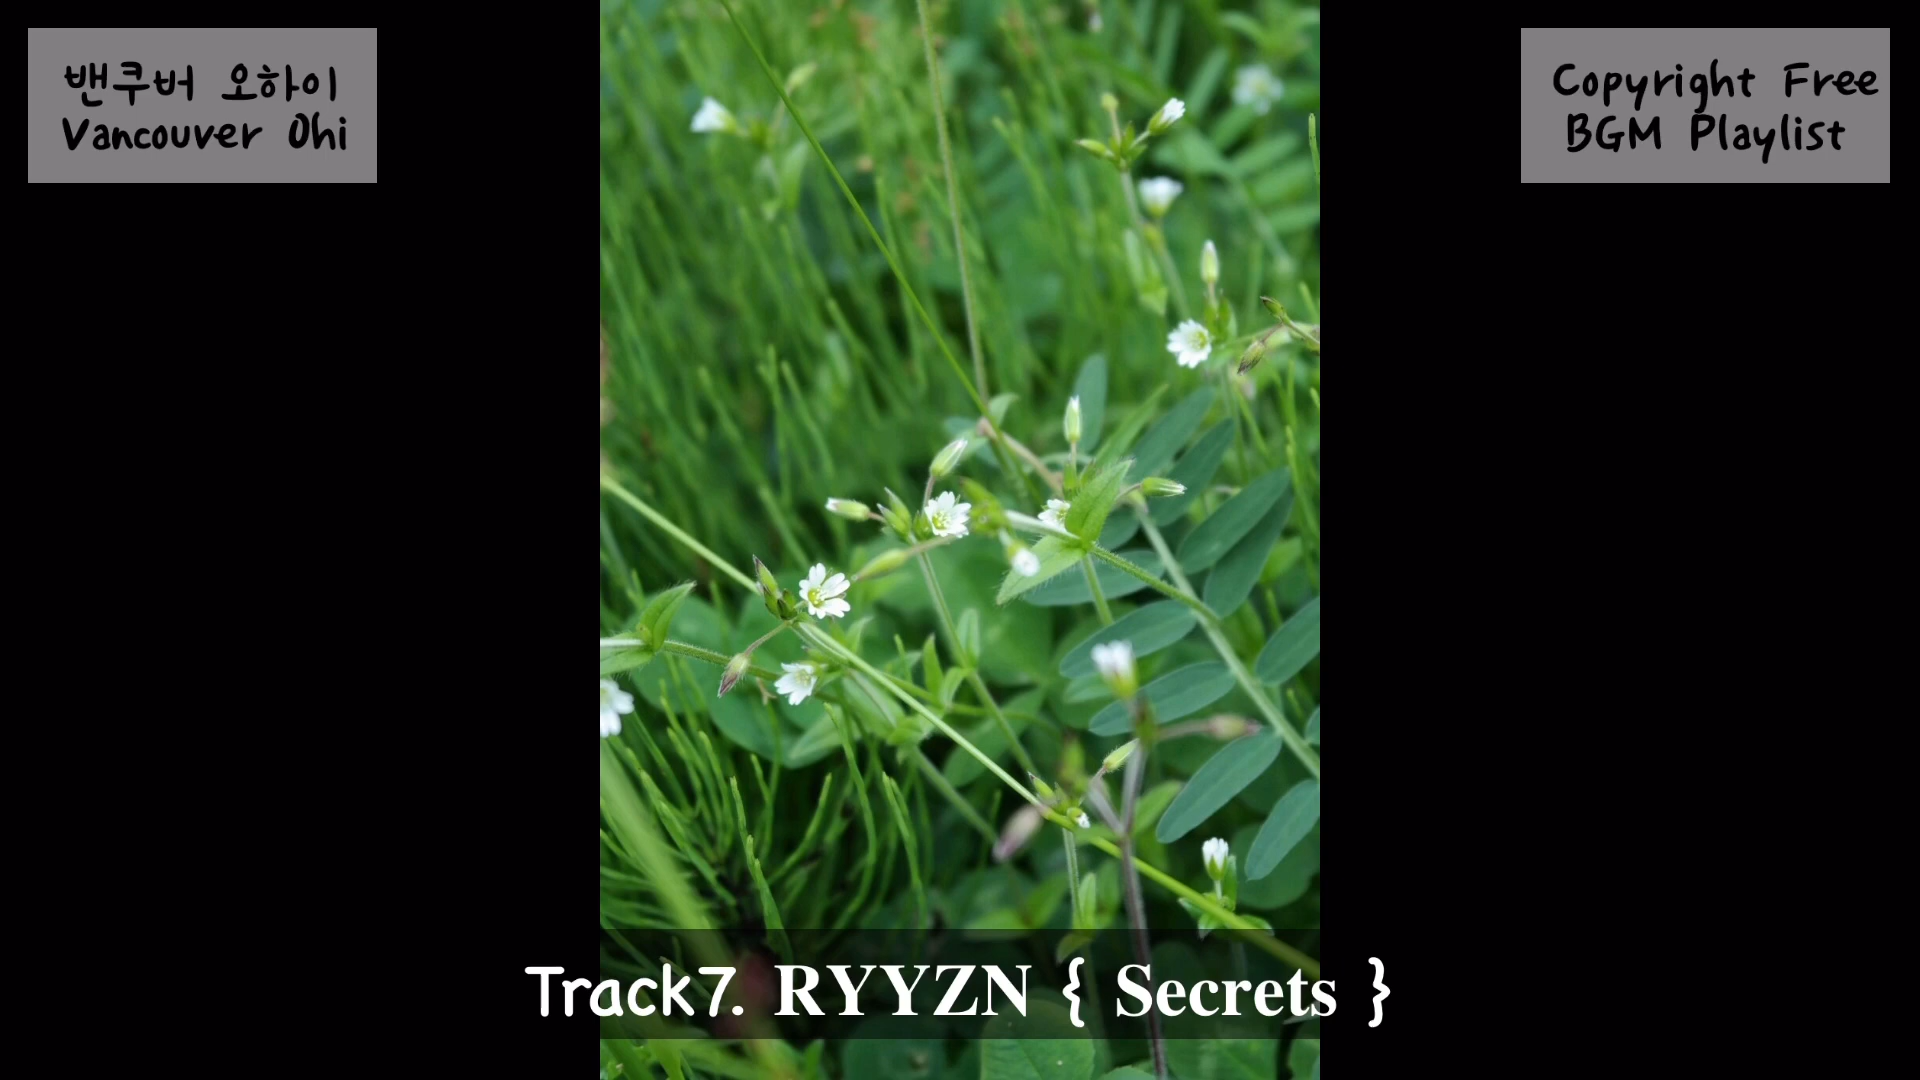 밴쿠버 오하이
Vancouver Ohi
Copyright Free
BGM Playlist
Track7. RYYZN { Secrets }